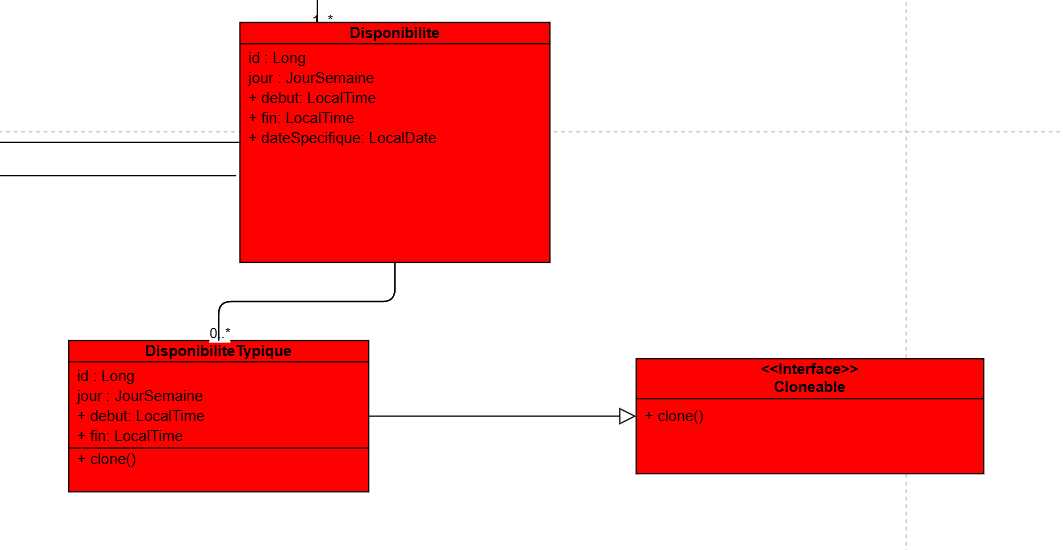 1..*
Disponibilite
id : Long
jour : JourSemaine
+ debut: LocalTime
+ fin: LocalTime
+ dateSpecifique: LocalDate
0..*
DisponibiliteTypique
id : Long
jour : JourSemaine
+ debut: LocalTime
+ fin: LocalTime
+ clone()
<<Interface>>
Cloneable
+ clone()